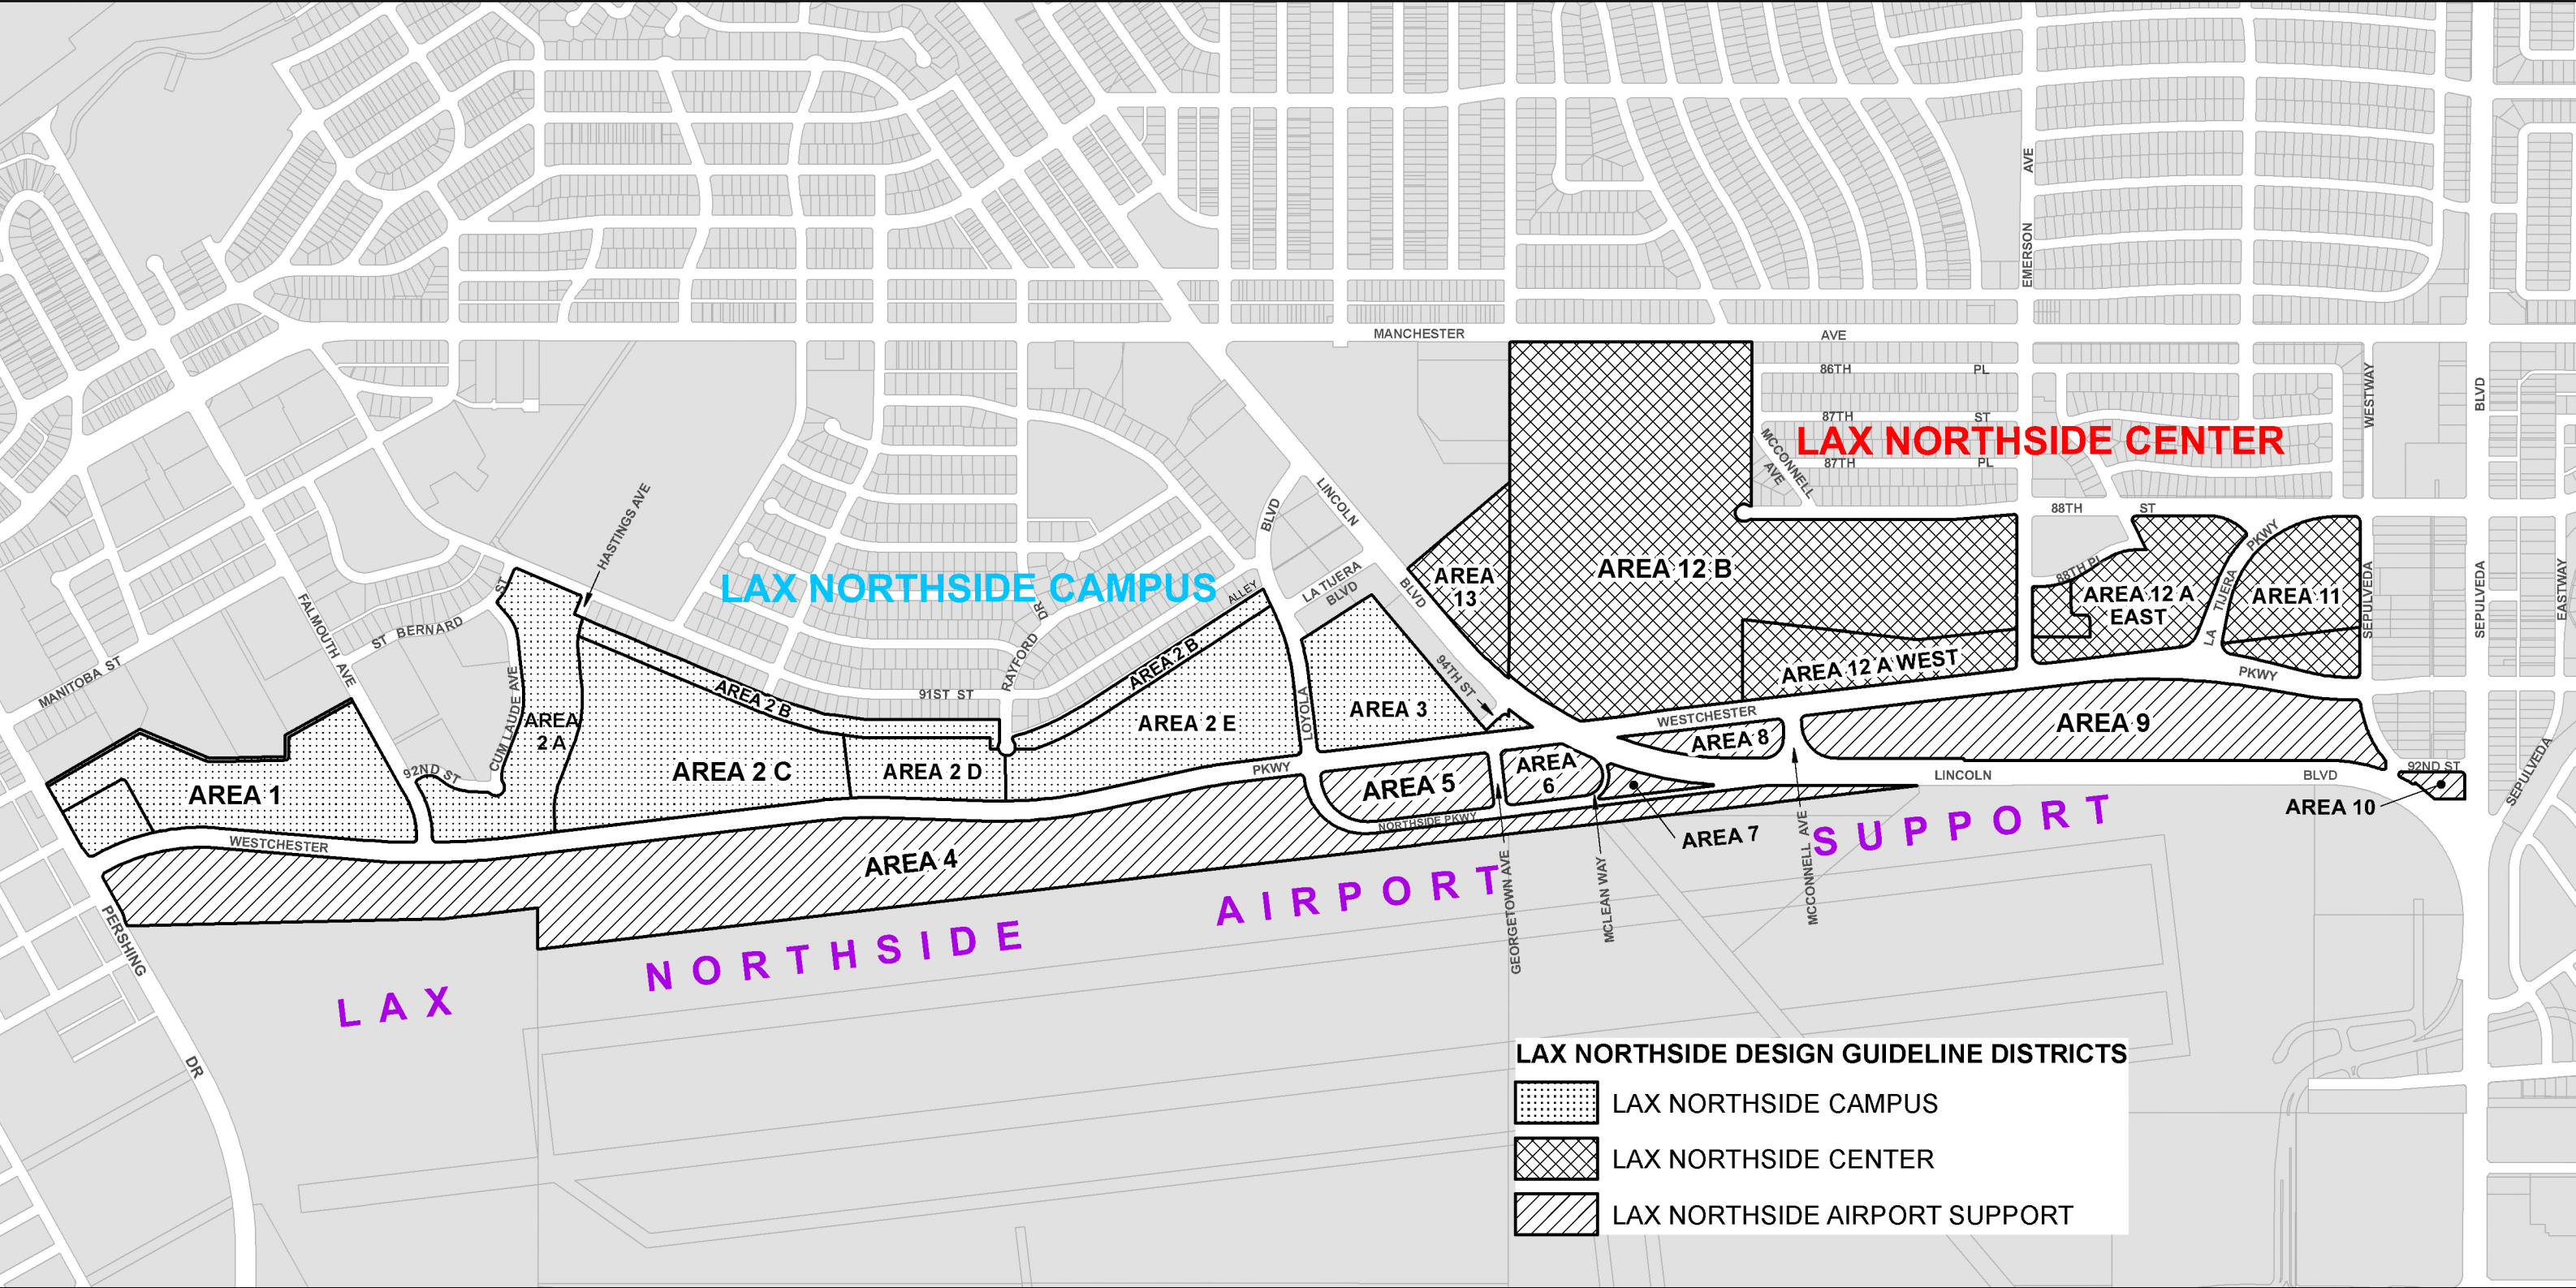 AVE
EMERSON
MANCHESTER
AVE
86TH
PL
87TH
ST
MCCONNELL
AVE
87TH
PL
LAX NORTHSIDE CENTER
WESTWAY
BLVD
HASTINGS AVE
BLVD
LINCOLN
88TH
ST
PKWY
88TH PL
LA TIJERA
BLVD
BLVD
ALLEY
LAX NORTHSIDE CAMPUS
DR
RAYFORD
ST
ST BERNARD
FALMOUTH AVE
MANITOBA ST
CUM LAUDE AVE
92ND ST
91ST ST
AREA
13
AREA 12 B
AREA 12 A
EAST
LA
TIJERA
AREA 11
SEPULVEDA
SEPULVEDA
EASTWAY
AREA 12 A WEST
PKWY
AREA 2 B
AREA 2 B
94TH ST
AREA
2 A
AREA 2 E
LOYOLA
AREA 3
WESTCHESTER
AREA 9
AREA 8
AREA 1
AREA 2 C
AREA 2 D
PKWY
AREA 5
AREA
6
LINCOLN
BLVD
92ND ST
SEPULVEDA
AREA 10
NORTHSIDE PKWY
AREA 7
WESTCHESTER
AREA 4
PERSHING
DR
GEORGETOWN AVE
MCLEAN WAY
MCCONNELL AVE
LAX NORTHSIDE AIRPORT SUPPORT
LAX NORTHSIDE DESIGN GUIDELINE DISTRICTS
LAX NORTHSIDE CAMPUS
LAX NORTHSIDE CENTER
LAX NORTHSIDE AIRPORT SUPPORT